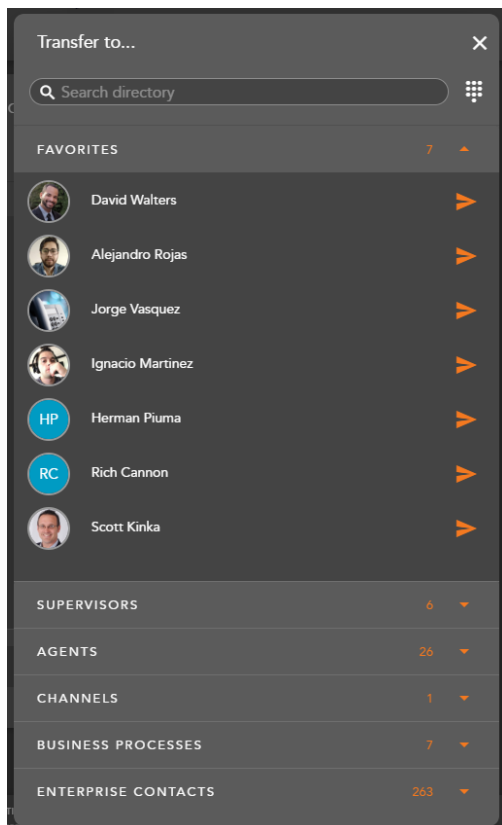 Transfer to...
Search directory
FAVORITES 7
David Walters
Alejandro Rojas
Jorge Vasquez
Ignacio Martinez
HP Herman Piuma
RC Rich Cannon
Scott Kinka
SUPERVISORS 6
AGENTS 26
CHANNELS 1
BUSINESS PROCESSES 7
ENTERPRISE CONTACTS 263